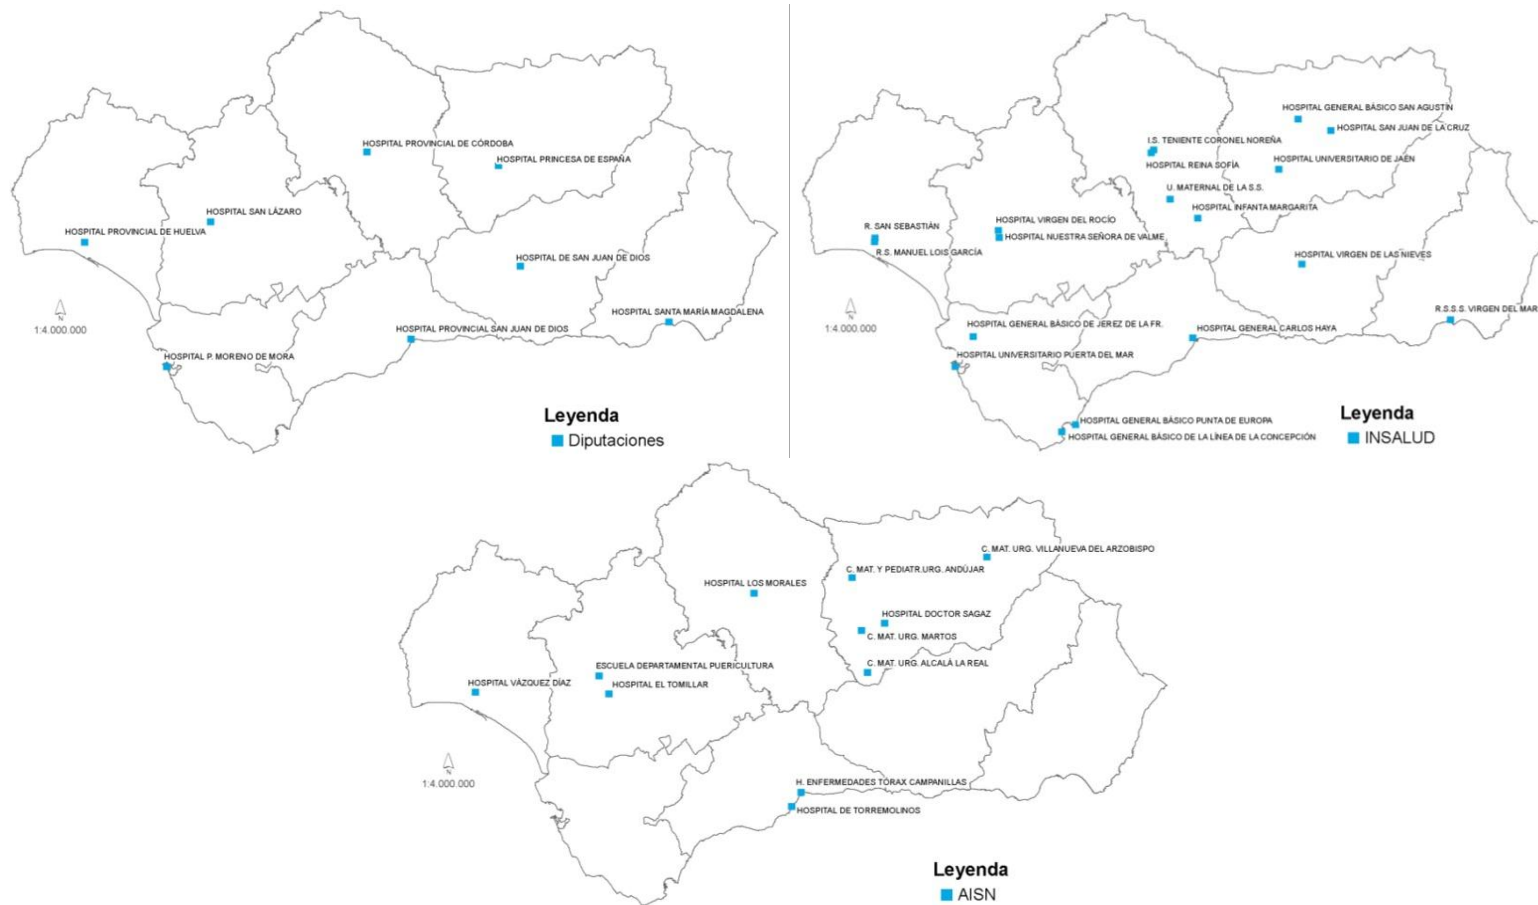 HOSPITAL PROVINCIAL DE CÓRDOBA
HOSPITAL PRINCESA DE ESPAÑA
HOSPITAL SAN LÁZARO
HOSPITAL PROVINCIAL DE HUELVA
HOSPITAL DE SAN JUAN DE DIOS
HOSPITAL SANTA MARÍA MAGDALENA
N
1:4.000.000
HOSPITAL PROVINCIAL SAN JUAN DE DIOS
HOSPITAL P. MORENO DE MORA
Leyenda
Diputaciones
HOSPITAL GENERAL BÁSICO SAN AGUSTÍN
HOSPITAL SAN JUAN DE LA CRUZ
I.S. TENIENTE CORONEL NOREÑA
HOSPITAL REINA SOFÍA
HOSPITAL UNIVERSITARIO DE JAÉN
U. MATERNAL DE LA S.S.
HOSPITAL INFANTA MARGARITA
HOSPITAL VIRGEN DEL ROCÍO
R. SAN SEBASTIÁN
HOSPITAL NUESTRA SEÑORA DE VALME
R.S. MANUEL LOIS GARCÍA
HOSPITAL VIRGEN DE LAS NIEVES
N
1:4.000.000
R.S.S.S. VIRGEN DEL MAR
HOSPITAL GENERAL BÁSICO DE JEREZ DE LA FR.
HOSPITAL GENERAL CARLOS HAYA
HOSPITAL UNIVERSITARIO PUERTA DEL MAR
HOSPITAL GENERAL BÁSICO PUNTA DE EUROPA
HOSPITAL GENERAL BÁSICO DE LA LÍNEA DE LA CONCEPCIÓN
Leyenda
INSALUD
C. MAT. URG. VILLANUEVA DEL ARZOBISPO
C. MAT. Y PEDIATR.URG. ANDÚJAR
HOSPITAL LOS MORALES
HOSPITAL DOCTOR SAGAZ
C. MAT. URG. MARTOS
C. MAT. URG. ALCALÁ LA REAL
ESCUELA DEPARTAMENTAL PUERICULTURA
HOSPITAL EL TOMILLAR
HOSPITAL VÁZQUEZ DÍAZ
N
1:4.000.000
H. ENFERMEDADES TÓRAX CAMPANILLAS
HOSPITAL DE TORREMOLINOS
Leyenda
AISN